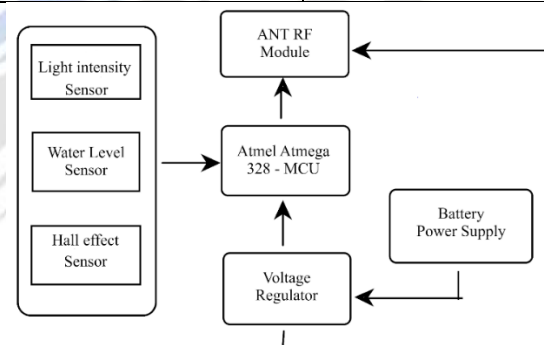 Light intensity
Sensor
Water Level
Sensor
Hall effect
Sensor
ANT RF
Module
Atmel Atmega
328 - MCU
Voltage
Regulator
Battery
Power Supply